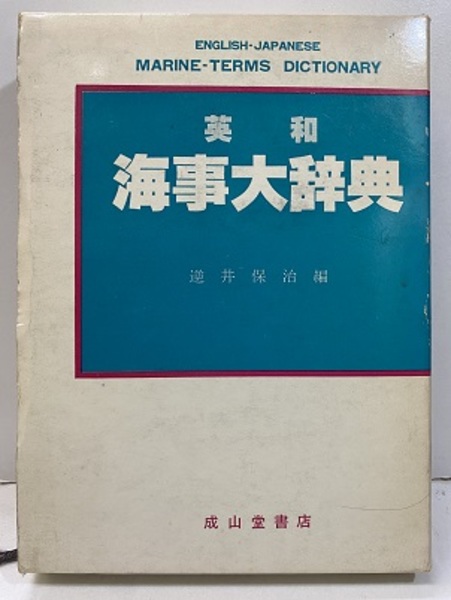 ENGLISH-JAPANESE
MARINE-TERMS DICTIONARY
英和
海事大辞典
逆井保治編
成山堂書店